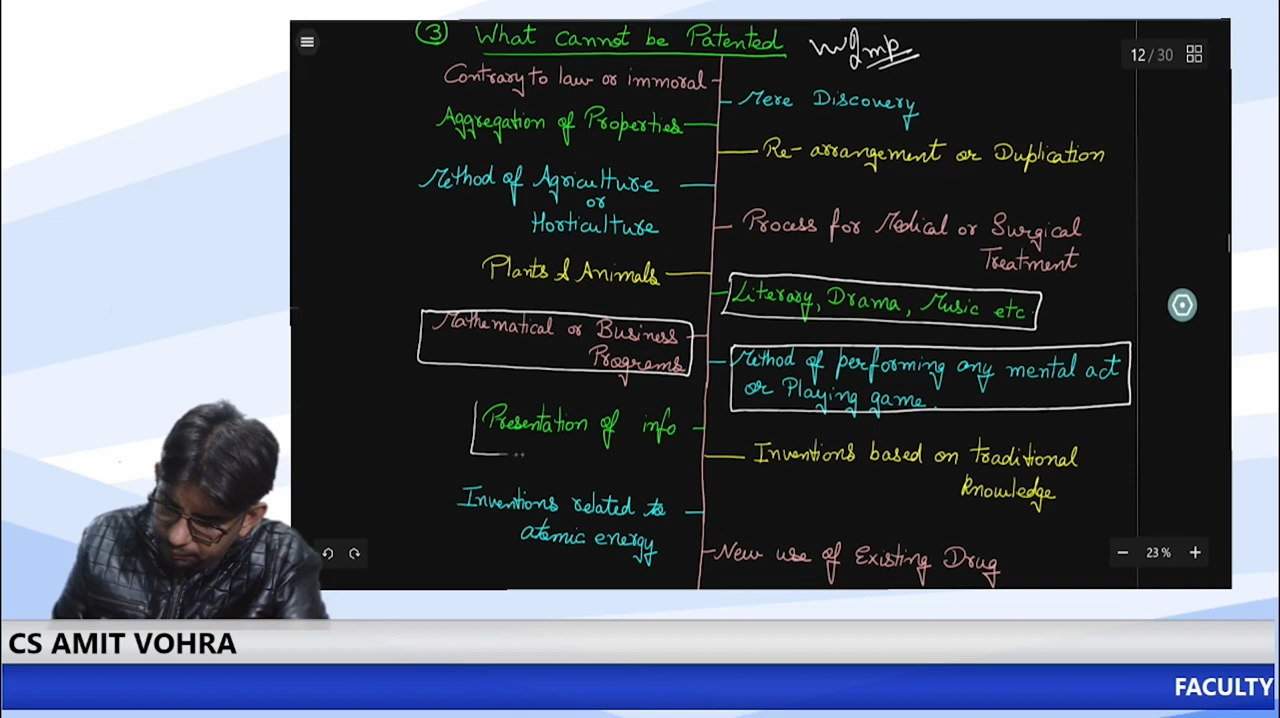 ③ What Cannot be Patented
12 / 30
Contrary to law or immoral
Mere Discovery
Aggregation of Properties
Re-arrangement or Duplication
Method of Agriculture
or
Horticulture
Process for Medical or Surgical
Treatment
Plants & Animals
Literary, Drama, Music etc.
Mathematical or Business
Programs
Method of performing any mental act
or Playing game.
Presentation of info
Inventions based on traditional
knowledge
Inventions related to
atomic energy
New use of Existing Drug
23 %
CS AMIT VOHRA
FACULTY